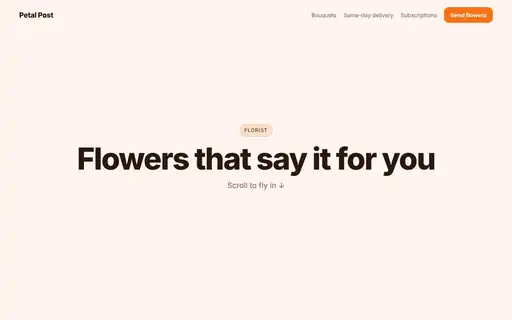 Petal Post
Bouquets Same-day delivery Subscriptions Send flowers
FLORIST
Flowers that say it for you
Scroll to fly in ↓